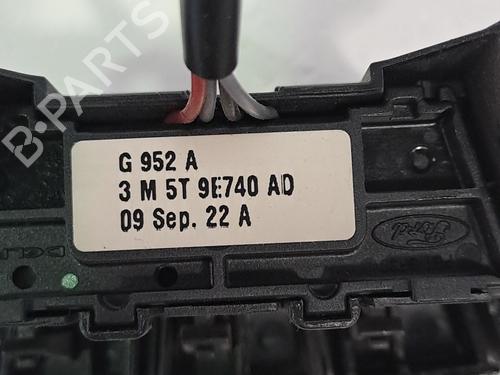 G 952 A
3 M 5T 9E740 AD
09 Sep. 22 A
Ford
B-PARTS